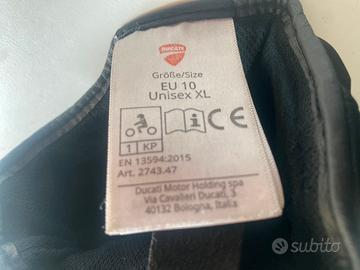 DUCATI
Größe/Size
EU 10
Unisex XL
1 KP
EN 13594:2015
Art. 2743.47
Ducati Motor Holding spa
Via Cavalieri Ducati, 3
40132 Bologna, Italia
subito